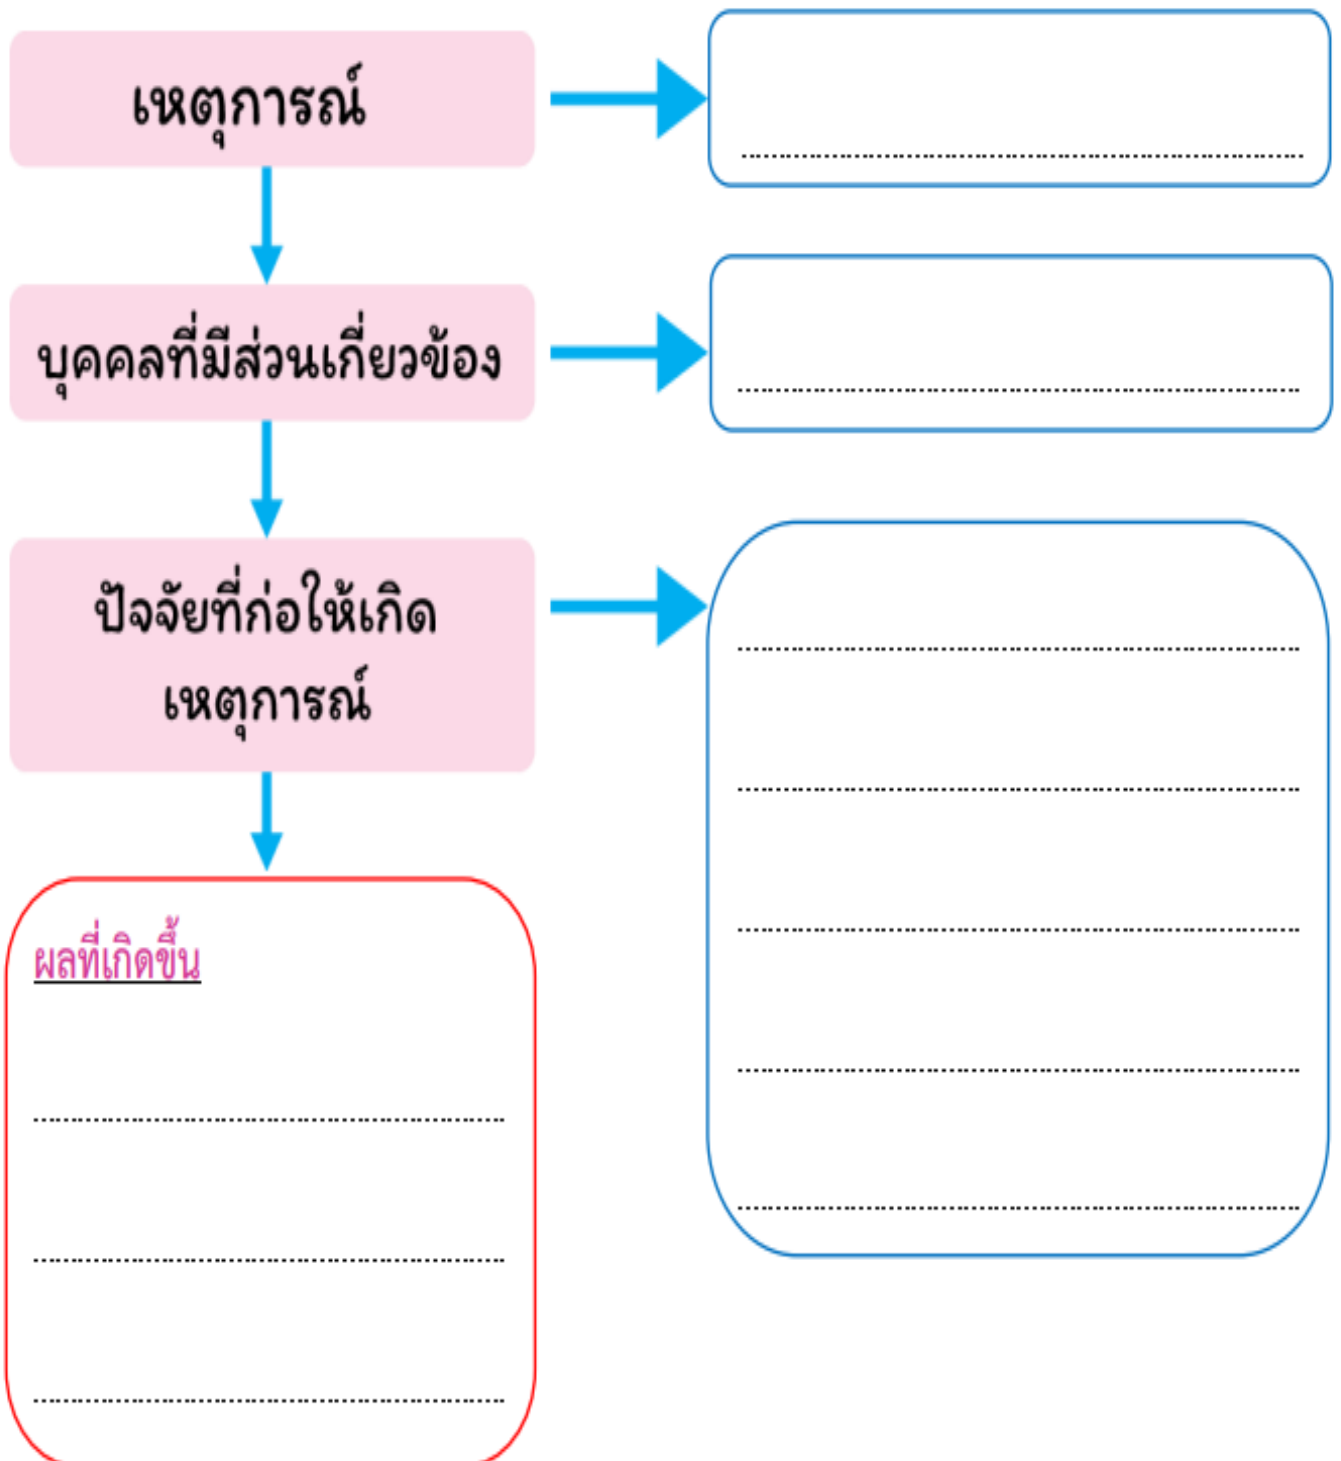 เหตุการณ์
บุคคลที่มีส่วนเกี่ยวข้อง
ปัจจัยที่ก่อให้เกิด
เหตุการณ์
ผลที่เกิดขึ้น